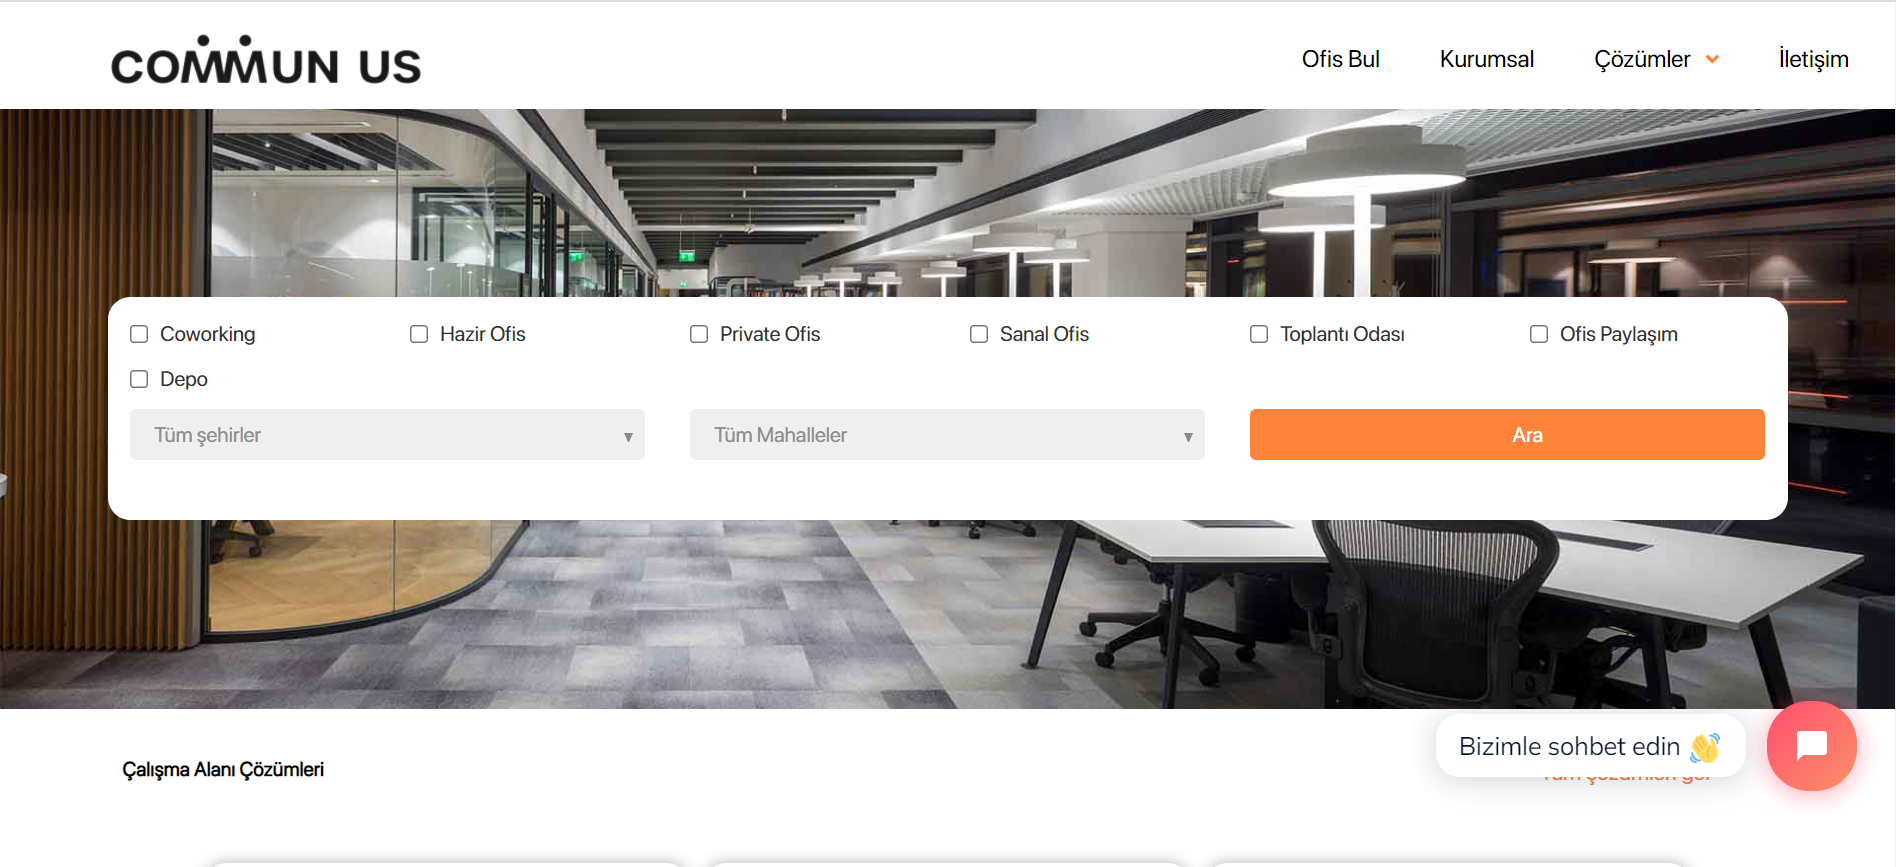 COMMUN US
Ofis Bul
Kurumsal
Çözümler
İletişim
Coworking
Hazir Ofis
Private Ofis
Sanal Ofis
Toplantı Odası
Ofis Paylaşım
Depo
Tüm şehirler
Tüm Mahalleler
Ara
Bizimle sohbet edin 👋
Çalışma Alanı Çözümleri